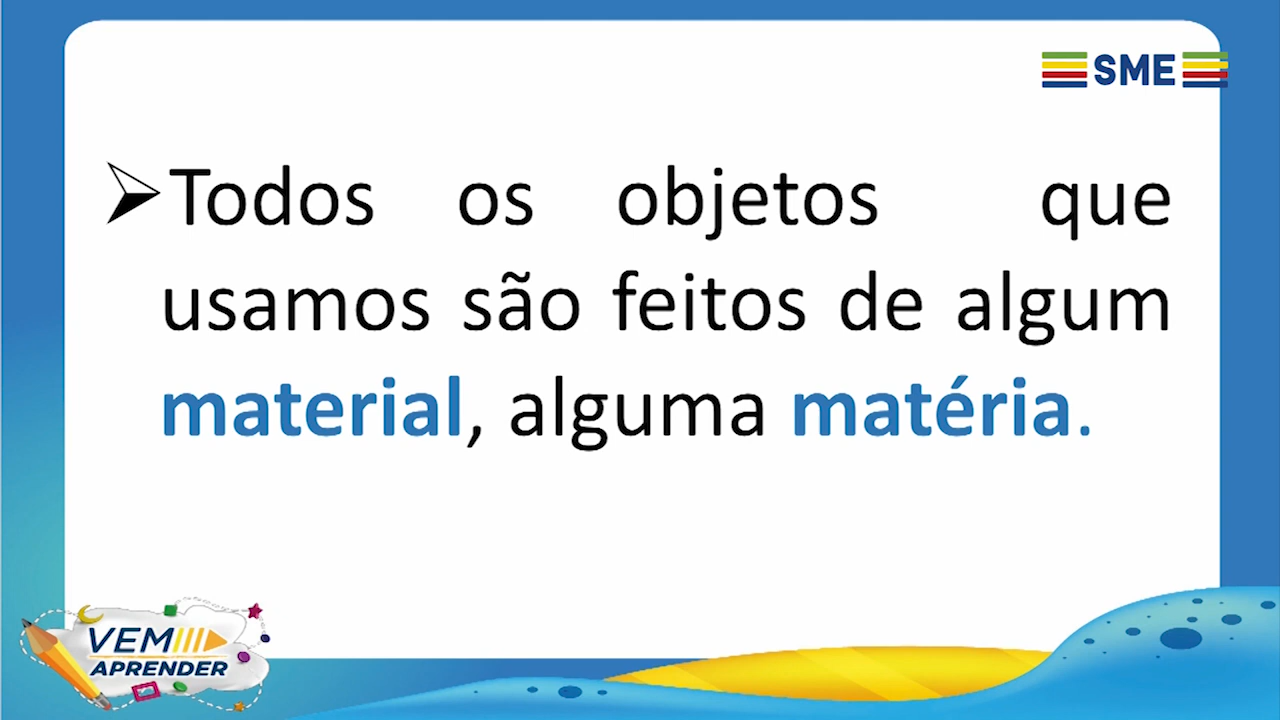 SME
Todos os objetos que
usamos são feitos de algum
material, alguma matéria.
VEM
APRENDER